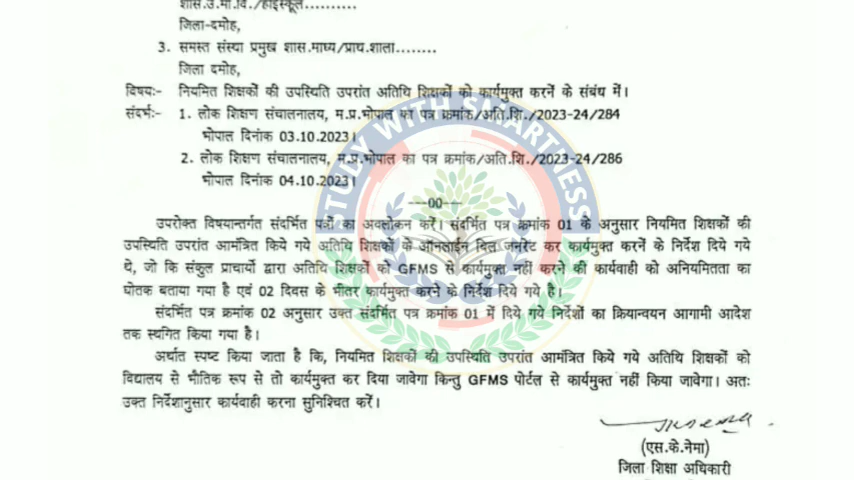 शास.उ.मा.वि./हाईस्कूल..........
जिला-दमोह,
3. समस्त संस्था प्रमुख शास.माध्य/प्राथ.शाला........
जिला दमोह,
विषयः- नियमित शिक्षकों की उपस्थिति उपरांत अतिथि शिक्षकों को कार्यमुक्त करनें के संबंध में।
संदर्भः- 1. लोक शिक्षण संचालनालय, म.प्र.भोपाल का पत्र क्रमांक/अति.शि./2023-24/284
भोपाल दिनांक 03.10.2023।
2. लोक शिक्षण संचालनालय, म.प्र.भोपाल का पत्र क्रमांक/अति.शि./2023-24/286
भोपाल दिनांक 04.10.2023।
---00---
उपरोक्त विषयान्तर्गत संदर्भित पत्रों का अवलोकन करें। संदर्भित पत्र क्रमांक 01 के अनुसार नियमित शिक्षकों की
उपस्थिति उपरांत आमंत्रित किये गये अतिथि शिक्षकों के ऑनलाईन बिल जनरेट कर कार्यमुक्त करनें के निर्देश दिये गये
थे, जो कि संकुल प्राचार्यो द्वारा अतिथि शिक्षकों को GFMS से कार्यमुक्त नहीं करने की कार्यवाही को अनियमितता का
घोतक बताया गया है एवं 02 दिवस के भीतर कार्यमुक्त करने के निर्देश दिये गये है।
संदर्भित पत्र क्रमांक 02 अनुसार उक्त संदर्भित पत्र क्रमांक 01 में दिये गये निर्देशों का क्रियान्वयन आगामी आदेश
तक स्थगित किया गया है।
अर्थात स्पष्ट किया जाता है कि, नियमित शिक्षकों की उपस्थिति उपरांत आमंत्रित किये गये अतिथि शिक्षकों को
विद्यालय से भौतिक रूप से तो कार्यमुक्त कर दिया जावेगा किन्तु GFMS पोर्टल से कार्यमुक्त नहीं किया जावेगा। अतः
उक्त निर्देशानुसार कार्यवाही करना सुनिश्चित करें।
(एस.के.नेमा)
जिला शिक्षा अधिकारी
STUDY WITH SMARTNESS